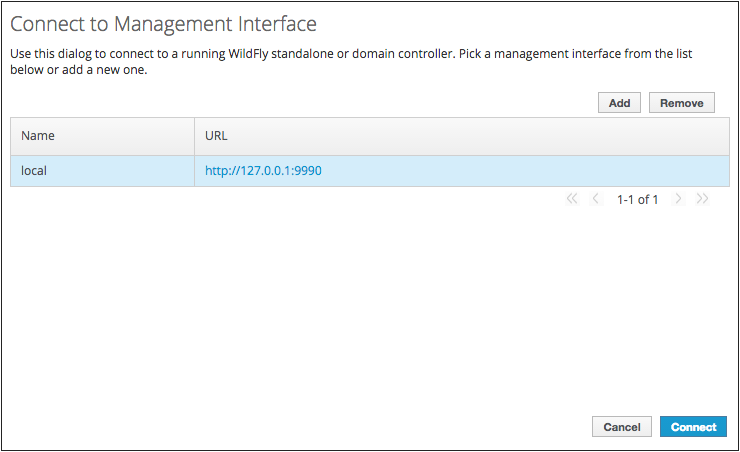 Connect to Management Interface
Use this dialog to connect to a running WildFly standalone or domain controller. Pick a management interface from the list
below or add a new one.
Add Remove
Name URL
local http://127.0.0.1:9990
1-1 of 1
Cancel Connect